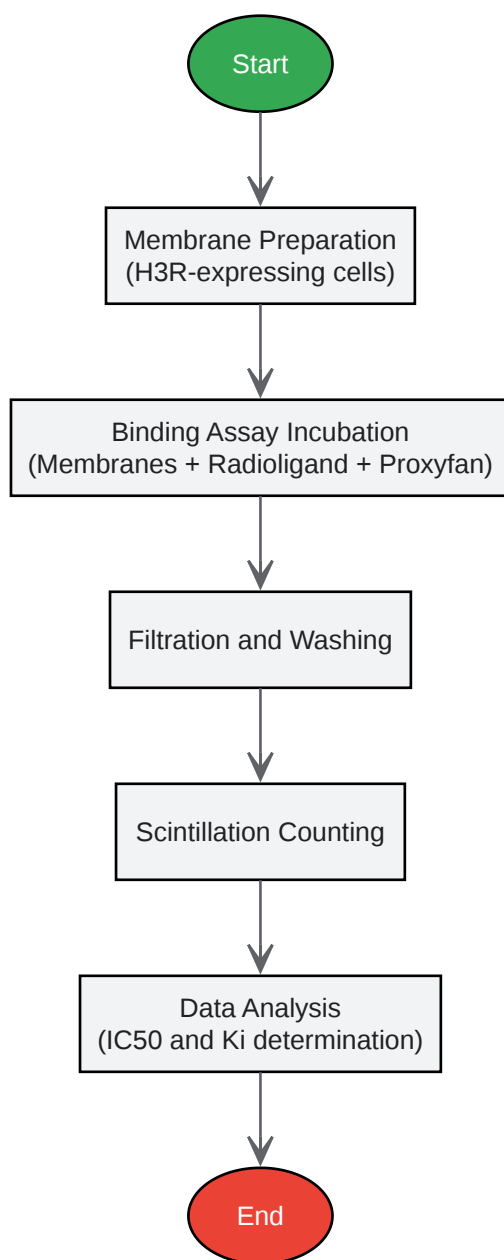 Start
Membrane Preparation
(H3R-expressing cells)
Binding Assay Incubation
(Membranes + Radioligand + Proxyfan)
Filtration and Washing
Scintillation Counting
Data Analysis
(IC50 and Ki determination)
End